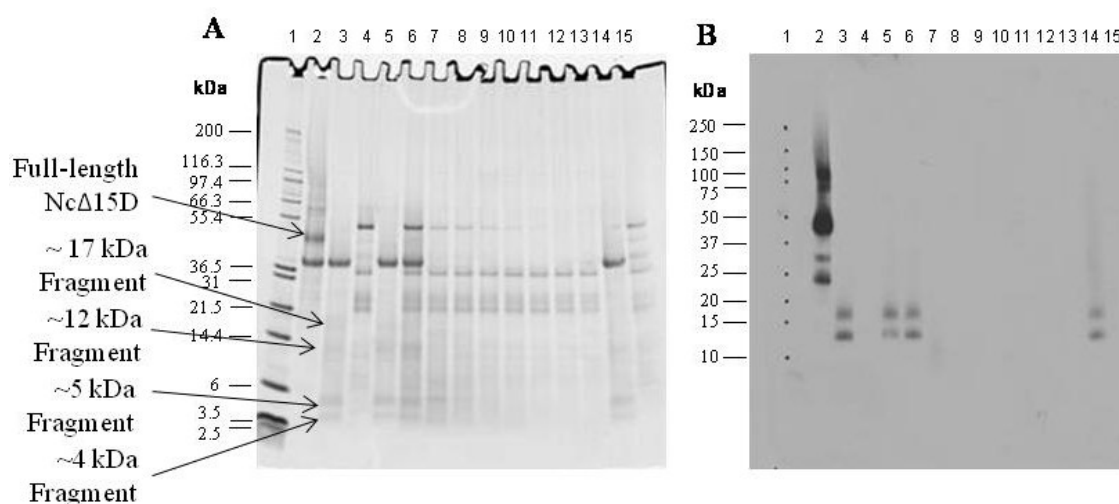 A
1 2 3 4 5 6 7 8 9 10 11 12 13 14 15
kDa
200
116.3
97.4
66.3
55.4
36.5
31
21.5
14.4
6
3.5
2.5
Full-length
NcΔ15D
~ 17 kDa
Fragment
~12 kDa
Fragment
~5 kDa
Fragment
~4 kDa
Fragment
B
1 2 3 4 5 6 7 8 9 10 11 12 13 14 15
kDa
250
150
100
75
50
37
25
20
15
10